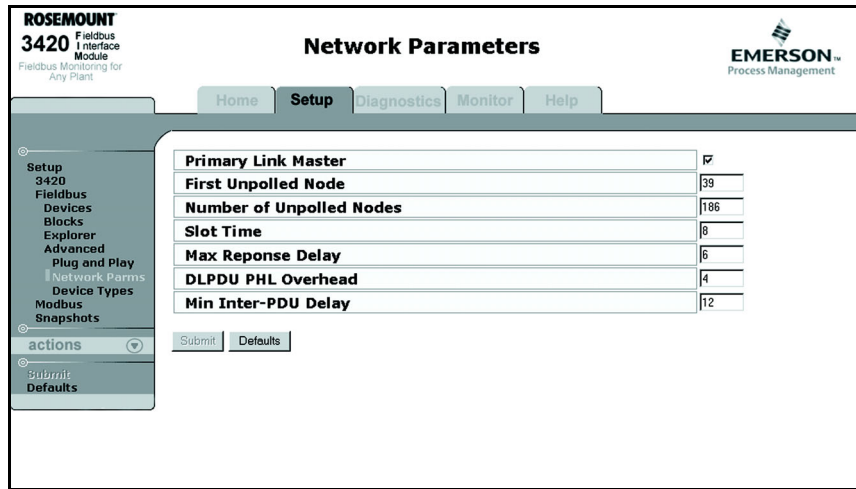 ROSEMOUNT
3420 Fieldbus Interface Module
Fieldbus Monitoring for
Any Plant
Network Parameters
EMERSON™
Process Management
Home Setup Diagnostics Monitor Help
Setup
3420
Fieldbus
Devices
Blocks
Explorer
Advanced
Plug and Play
Network Parms
Device Types
Modbus
Snapshots
actions
Submit
Defaults
Primary Link Master
First Unpolled Node 39
Number of Unpolled Nodes 186
Slot Time 8
Max Reponse Delay 6
DLPDU PHL Overhead 4
Min Inter-PDU Delay 12
Submit Defaults